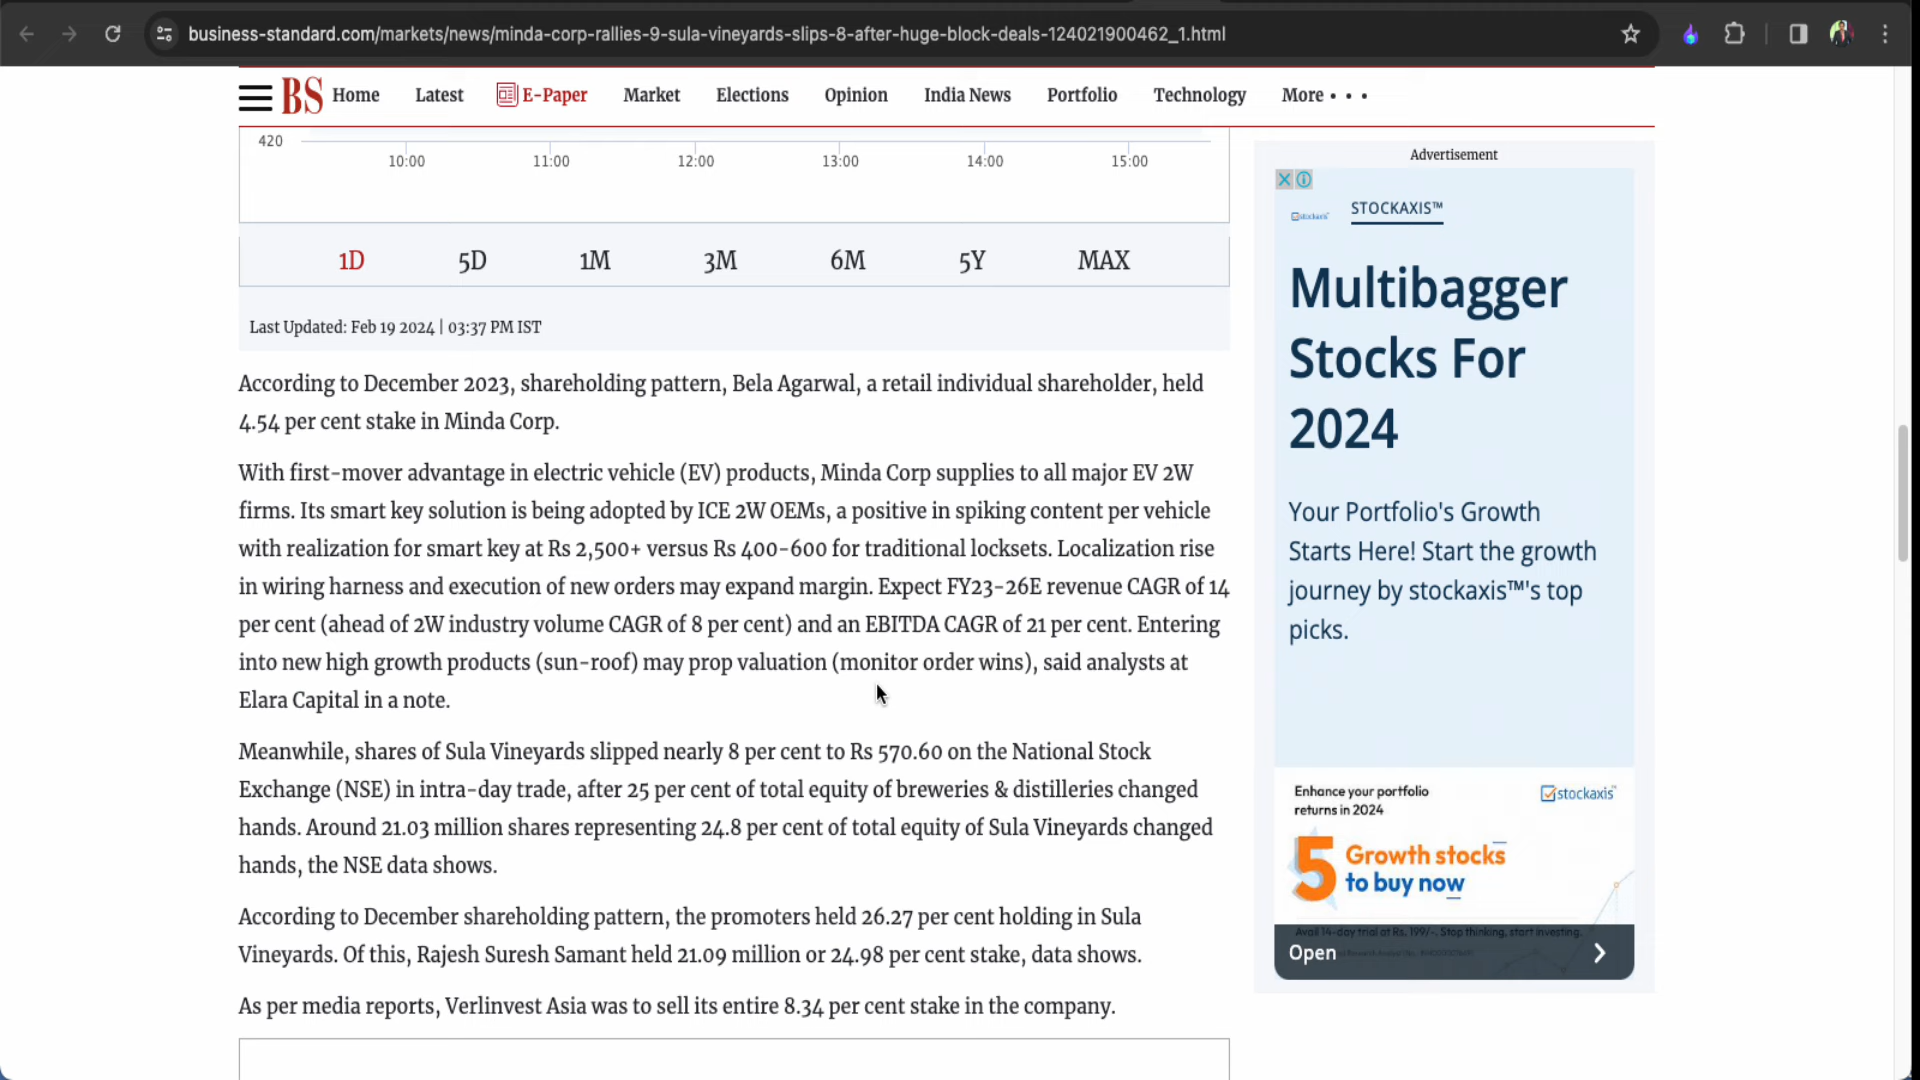 business-standard.com/markets/news/minda-corp-rallies-9-sula-vineyards-slips-8-after-huge-block-deals-124021900462_1.html
BS Home Latest E-Paper Market Elections Opinion India News Portfolio Technology More
420
10:00 11:00 12:00 13:00 14:00 15:00
1D 5D 1M 3M 6M 5Y MAX
Last Updated: Feb 19 2024 | 03:37 PM IST
According to December 2023, shareholding pattern, Bela Agarwal, a retail individual shareholder, held
4.54 per cent stake in Minda Corp.
With first-mover advantage in electric vehicle (EV) products, Minda Corp supplies to all major EV 2W
firms. Its smart key solution is being adopted by ICE 2W OEMs, a positive in spiking content per vehicle
with realization for smart key at Rs 2,500+ versus Rs 400-600 for traditional locksets. Localization rise
in wiring harness and execution of new orders may expand margin. Expect FY23-26E revenue CAGR of 14
per cent (ahead of 2W industry volume CAGR of 8 per cent) and an EBITDA CAGR of 21 per cent. Entering
into new high growth products (sun-roof) may prop valuation (monitor order wins), said analysts at
Elara Capital in a note.
Meanwhile, shares of Sula Vineyards slipped nearly 8 per cent to Rs 570.60 on the National Stock
Exchange (NSE) in intra-day trade, after 25 per cent of total equity of breweries & distilleries changed
hands. Around 21.03 million shares representing 24.8 per cent of total equity of Sula Vineyards changed
hands, the NSE data shows.
According to December shareholding pattern, the promoters held 26.27 per cent holding in Sula
Vineyards. Of this, Rajesh Suresh Samant held 21.09 million or 24.98 per cent stake, data shows.
As per media reports, Verlinvest Asia was to sell its entire 8.34 per cent stake in the company.
Advertisement
stockaxis
STOCKAXIS™
Multibagger
Stocks For
2024
Your Portfolio's Growth
Starts Here! Start the growth
journey by stockaxis™'s top
picks.
Enhance your portfolio
returns in 2024
stockaxis
5 Growth stocks
to buy now
Avail 14-day trial at Rs. 199/-. Stop thinking, start investing.
Open